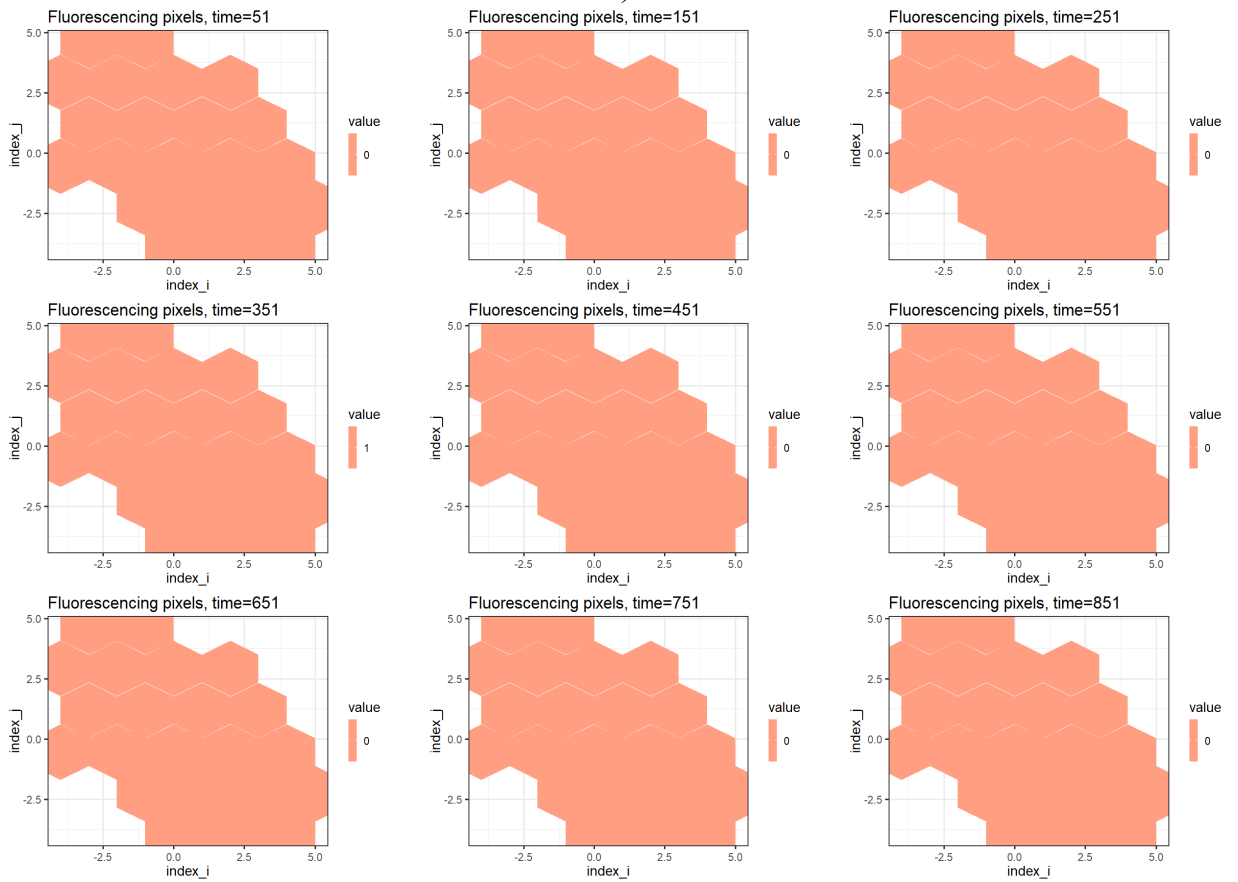 Fluorescencing pixels, time=51
5.0
2.5
0.0
-2.5
index_j
-2.5 0.0 2.5 5.0
index_i
value
0
Fluorescencing pixels, time=151
5.0
2.5
0.0
-2.5
index_j
-2.5 0.0 2.5 5.0
index_i
value
0
Fluorescencing pixels, time=251
5.0
2.5
0.0
-2.5
index_j
-2.5 0.0 2.5 5.0
index_i
value
0
Fluorescencing pixels, time=351
5.0
2.5
0.0
-2.5
index_j
-2.5 0.0 2.5 5.0
index_i
value
1
Fluorescencing pixels, time=451
5.0
2.5
0.0
-2.5
index_j
-2.5 0.0 2.5 5.0
index_i
value
0
Fluorescencing pixels, time=551
5.0
2.5
0.0
-2.5
index_j
-2.5 0.0 2.5 5.0
index_i
value
0
Fluorescencing pixels, time=651
5.0
2.5
0.0
-2.5
index_j
-2.5 0.0 2.5 5.0
index_i
value
0
Fluorescencing pixels, time=751
5.0
2.5
0.0
-2.5
index_j
-2.5 0.0 2.5 5.0
index_i
value
0
Fluorescencing pixels, time=851
5.0
2.5
0.0
-2.5
index_j
-2.5 0.0 2.5 5.0
index_i
value
0